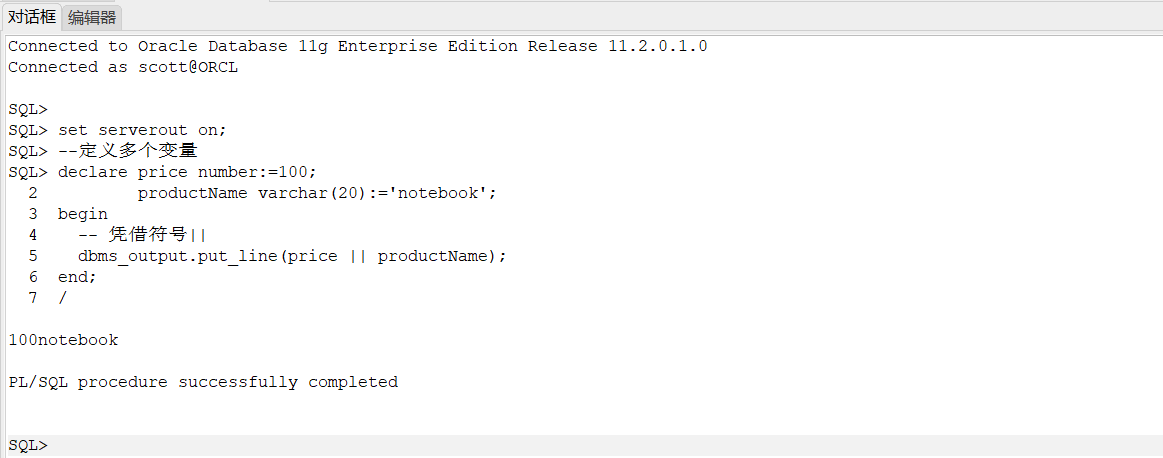 对话框 编辑器
Connected to Oracle Database 11g Enterprise Edition Release 11.2.0.1.0
Connected as scott@ORCL
SQL>
SQL> set serverout on;
SQL> --定义多个变量
SQL> declare price number:=100;
2 productName varchar(20):='notebook';
3 begin
4 -- 凭借符号||
5 dbms_output.put_line(price || productName);
6 end;
7 /
100notebook
PL/SQL procedure successfully completed
SQL>